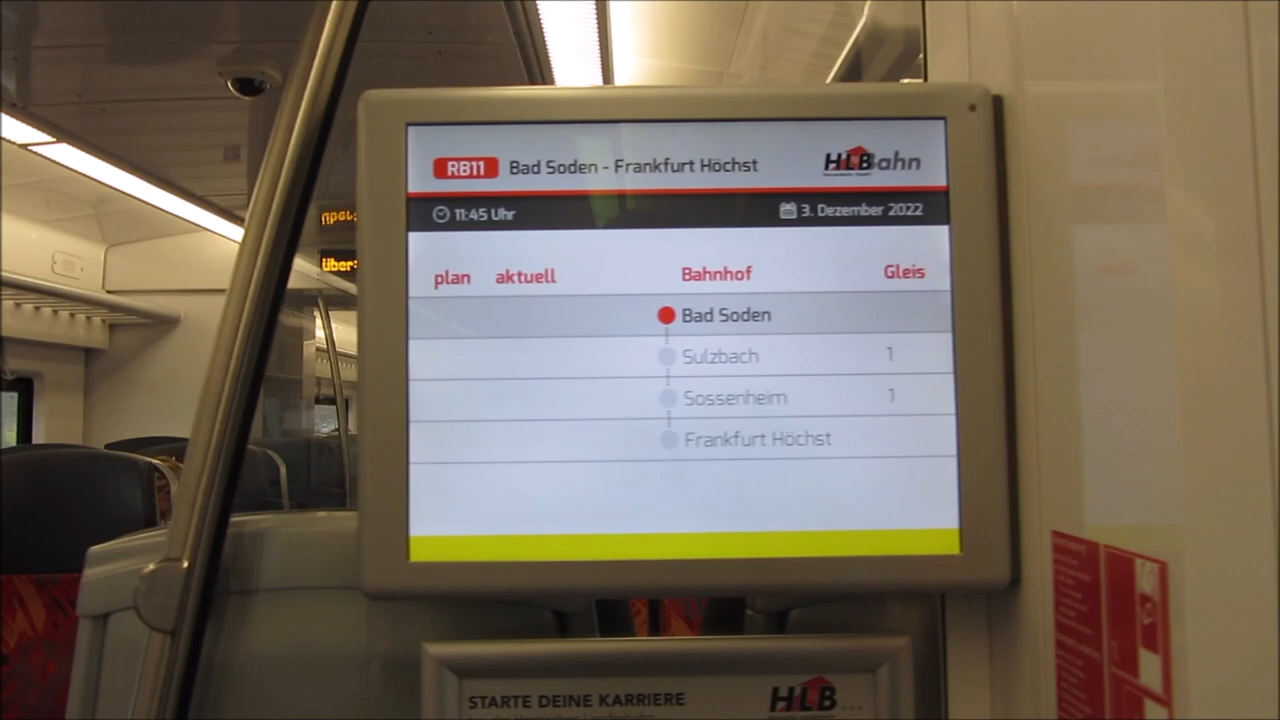 RB11 Bad Soden - Frankfurt Höchst HLBahn
11:45 Uhr 3. Dezember 2022
plan aktuell Bahnhof Gleis
Bad Soden
Sulzbach 1
Sossenheim 1
Frankfurt Höchst
über
STARTE DEINE KARRIERE HLB